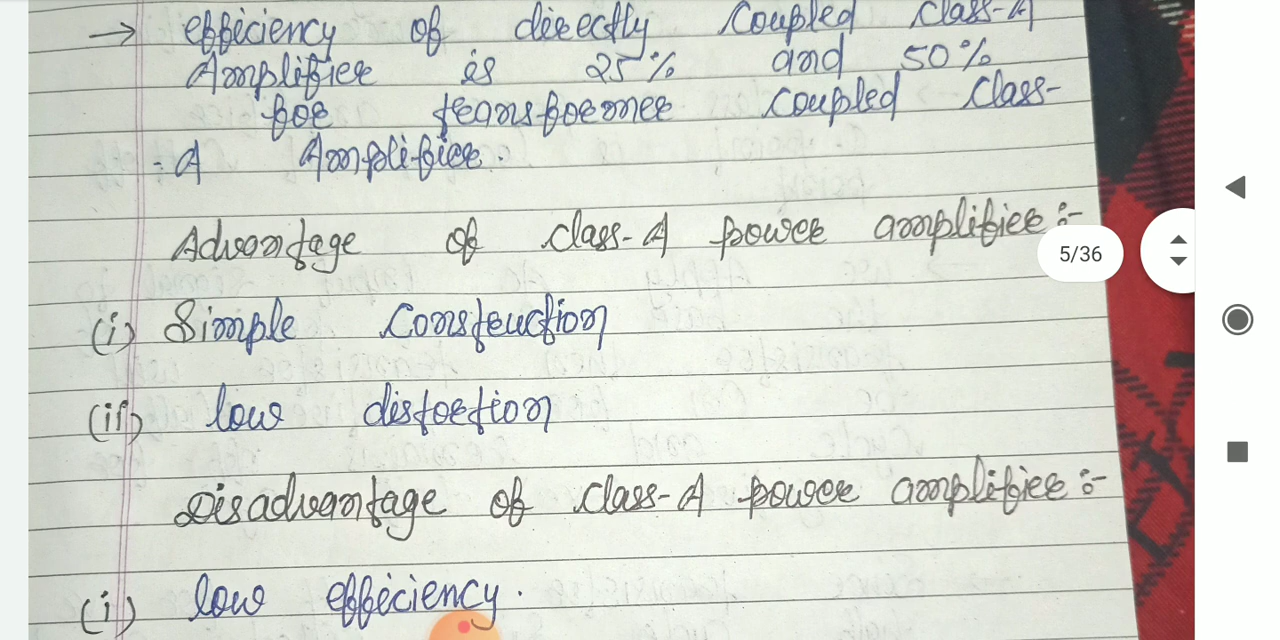 → efficiency of directly coupled class-A
Amplifier is 25% and 50%
for transformer coupled class-
-A Amplifier.
Advantage of class-A power amplifier :-
5/36
(i) Simple Construction
(ii) low distortion
Disadvantage of class-A power amplifier :-
(i) low efficiency.